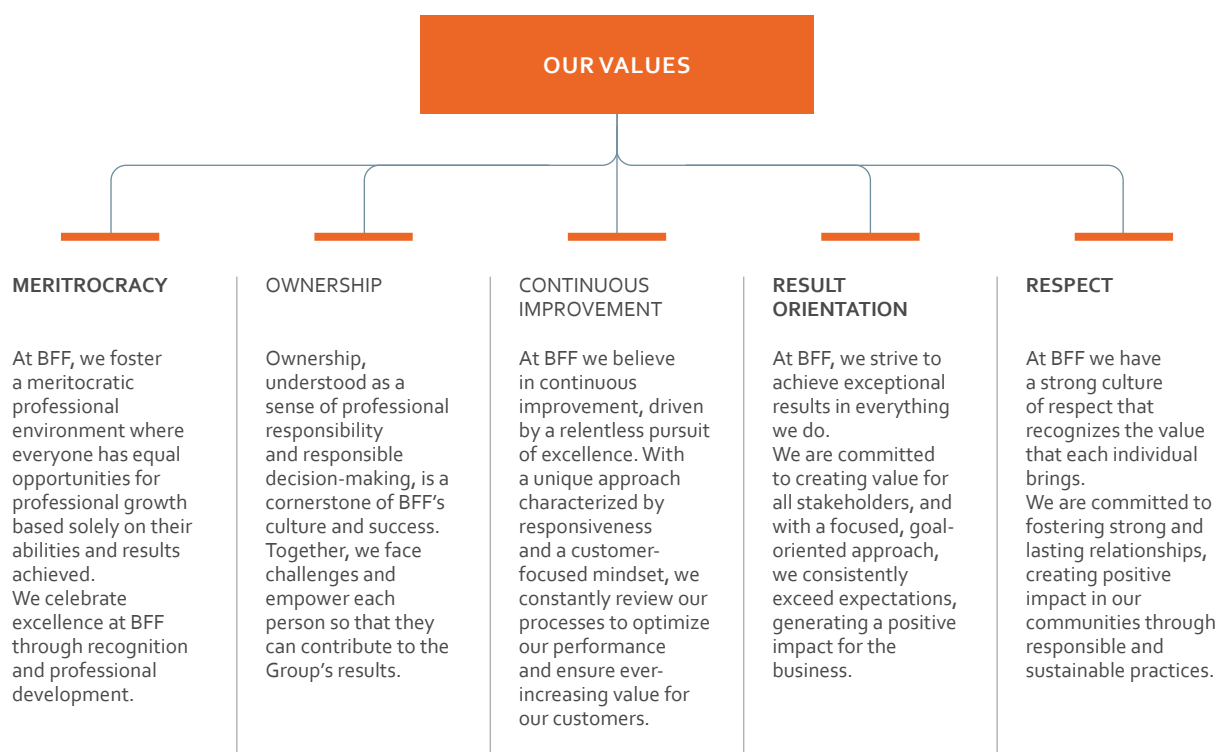 OUR VALUES
MERITROCRACY
At BFF, we foster
a meritocratic
professional
environment where
everyone has equal
opportunities for
professional growth
based solely on their
abilities and results
achieved.
We celebrate
excellence at BFF
through recognition
and professional
development.
OWNERSHIP
Ownership,
understood as a
sense of professional
responsibility
and responsible
decision-making, is a
cornerstone of BFF's
culture and success.
Together, we face
challenges and
empower each
person so that they
can contribute to the
Group's results.
CONTINUOUS
IMPROVEMENT
At BFF we believe
in continuous
improvement, driven
by a relentless pursuit
of excellence. With
a unique approach
characterized by
responsiveness
and a customer-
focused mindset, we
constantly review our
processes to optimize
our performance
and ensure ever-
increasing value for
our customers.
RESULT
ORIENTATION
At BFF, we strive to
achieve exceptional
results in everything
we do.
We are committed
to creating value for
all stakeholders, and
with a focused, goal-
oriented approach,
we consistently
exceed expectations,
generating a positive
impact for the
business.
RESPECT
At BFF we have
a strong culture
of respect that
recognizes the value
that each individual
brings.
We are committed to
fostering strong and
lasting relationships,
creating positive
impact in our
communities through
responsible and
sustainable practices.